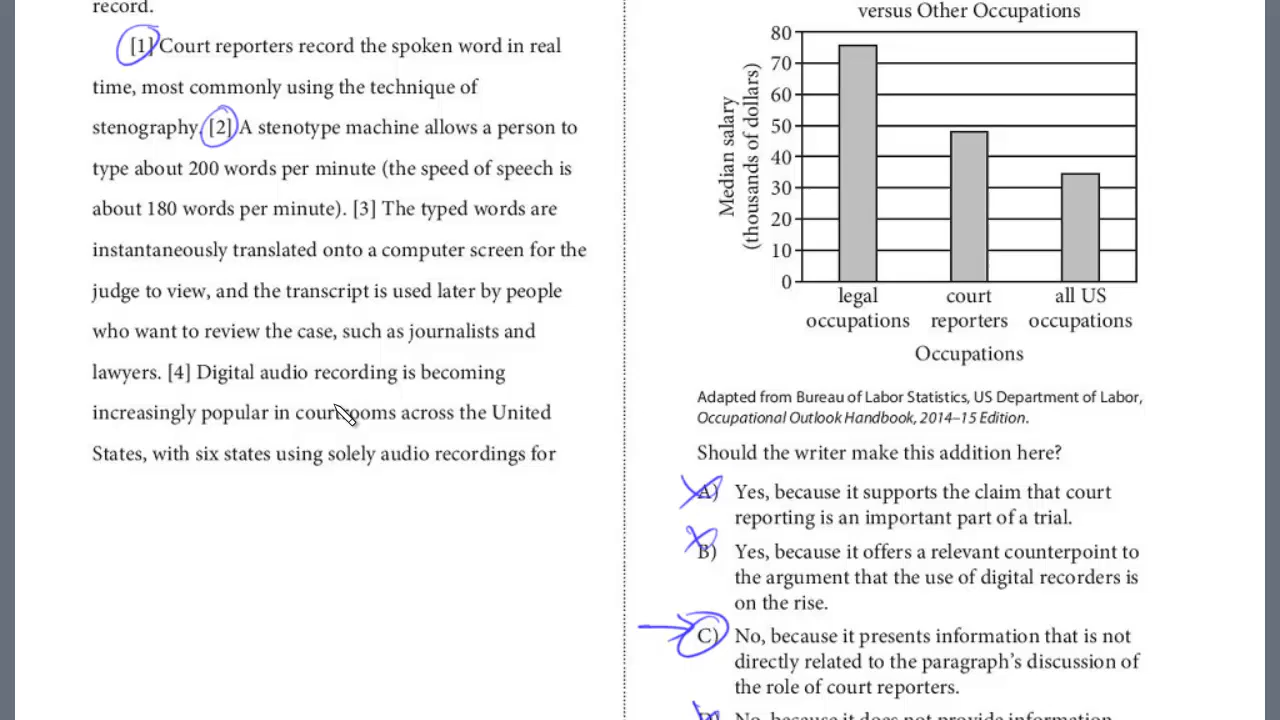 record.
[1] Court reporters record the spoken word in real
time, most commonly using the technique of
stenography. [2] A stenotype machine allows a person to
type about 200 words per minute (the speed of speech is
about 180 words per minute). [3] The typed words are
instantaneously translated onto a computer screen for the
judge to view, and the transcript is used later by people
who want to review the case, such as journalists and
lawyers. [4] Digital audio recording is becoming
increasingly popular in courtrooms across the United
States, with six states using solely audio recordings for
versus Other Occupations
Median salary
(thousands of dollars)
80
70
60
50
40
30
20
10
0
legal
occupations
court
reporters
all US
occupations
Occupations
Adapted from Bureau of Labor Statistics, US Department of Labor,
Occupational Outlook Handbook, 2014–15 Edition.
Should the writer make this addition here?
A) Yes, because it supports the claim that court
reporting is an important part of a trial.
B) Yes, because it offers a relevant counterpoint to
the argument that the use of digital recorders is
on the rise.
C) No, because it presents information that is not
directly related to the paragraph's discussion of
the role of court reporters.
D) No, because it does not provide information